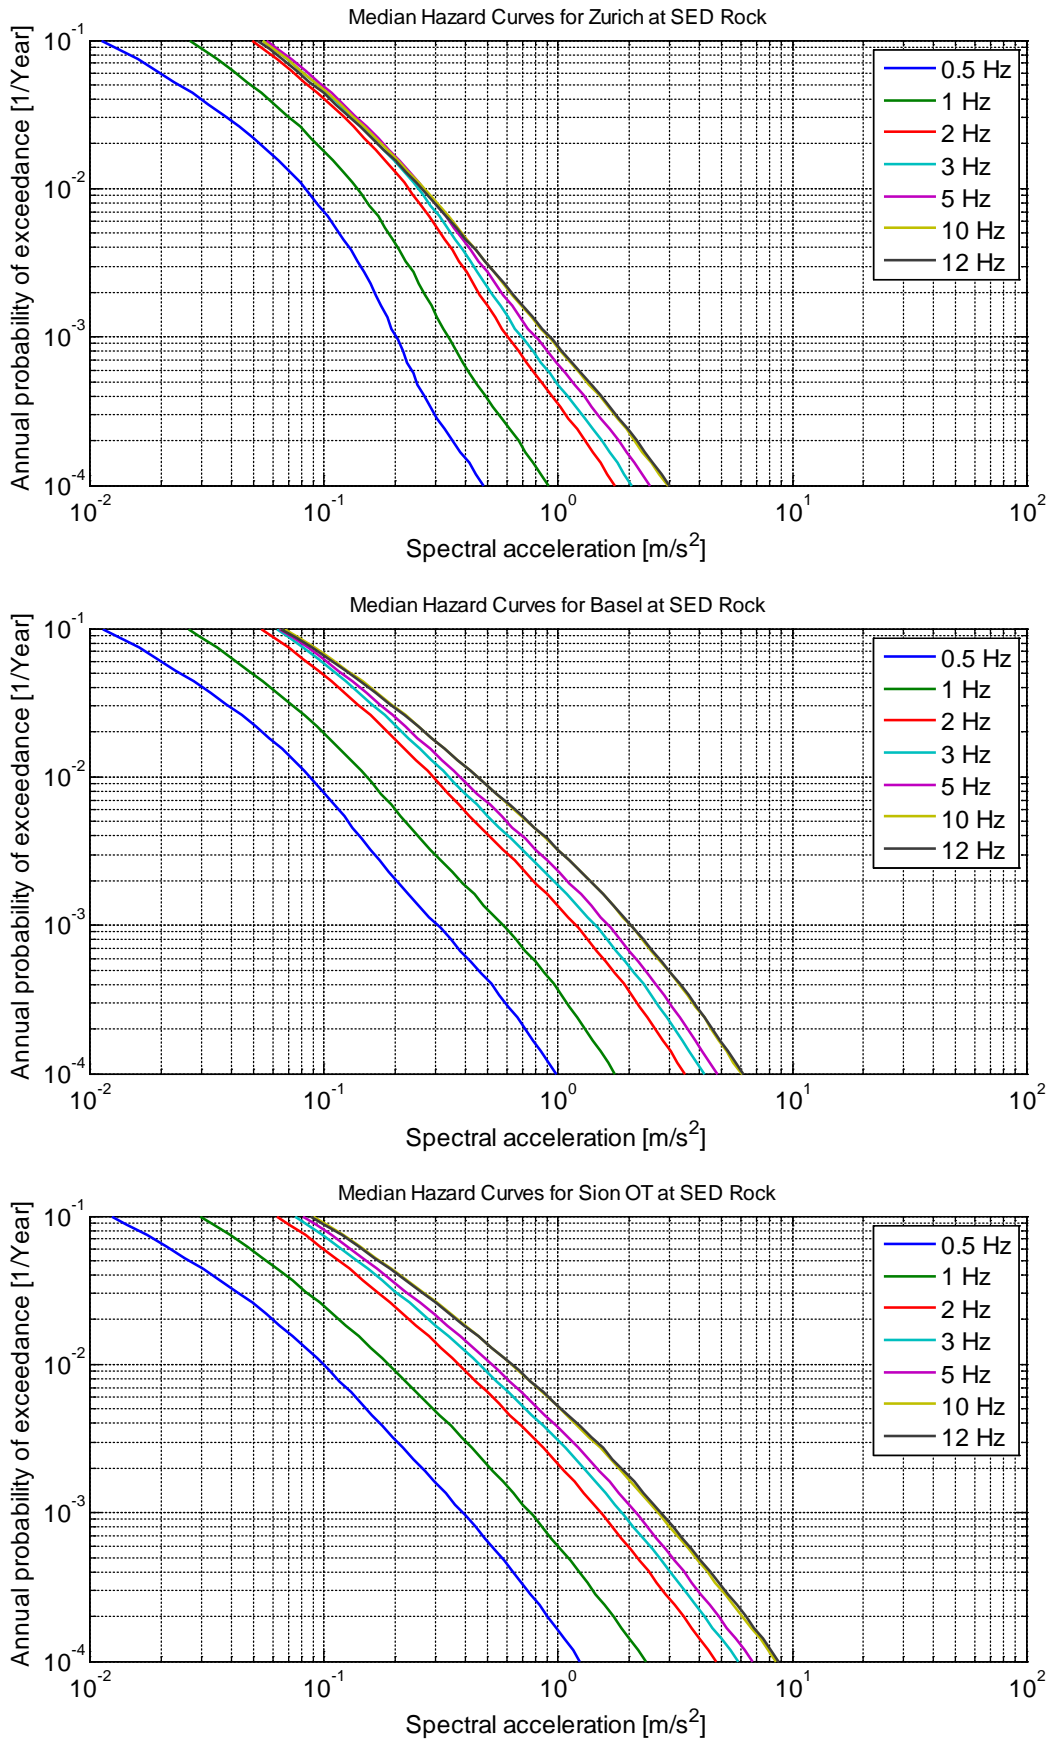 Median Hazard Curves for Zurich at SED Rock
Annual probability of exceedance [1/Year]
10^-1
10^-2
10^-3
10^-4
0.5 Hz
1 Hz
2 Hz
3 Hz
5 Hz
10 Hz
12 Hz
10^-2 10^-1 10^0 10^1 10^2
Spectral acceleration [m/s^2]
Median Hazard Curves for Basel at SED Rock
Annual probability of exceedance [1/Year]
10^-1
10^-2
10^-3
10^-4
0.5 Hz
1 Hz
2 Hz
3 Hz
5 Hz
10 Hz
12 Hz
10^-2 10^-1 10^0 10^1 10^2
Spectral acceleration [m/s^2]
Median Hazard Curves for Sion OT at SED Rock
Annual probability of exceedance [1/Year]
10^-1
10^-2
10^-3
10^-4
0.5 Hz
1 Hz
2 Hz
3 Hz
5 Hz
10 Hz
12 Hz
10^-2 10^-1 10^0 10^1 10^2
Spectral acceleration [m/s^2]